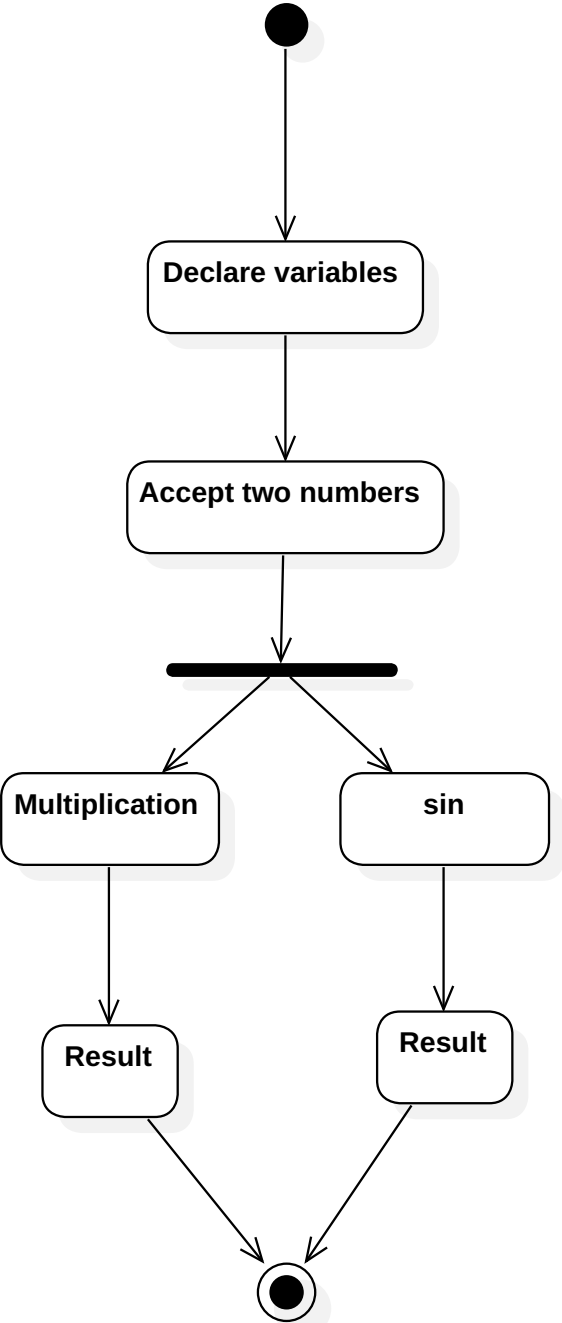 Declare variables
Accept two numbers
Multiplication
sin
Result
Result